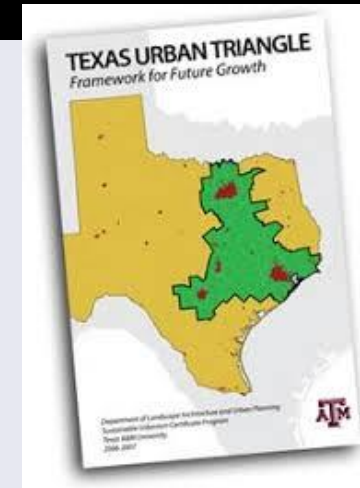 TEXAS URBAN TRIANGLE
Framework for Future Growth
Department of Landscape Architecture and Urban Planning
Sustainable Urbanism Certificate Program
Texas A&M University
2006-2007
ATM